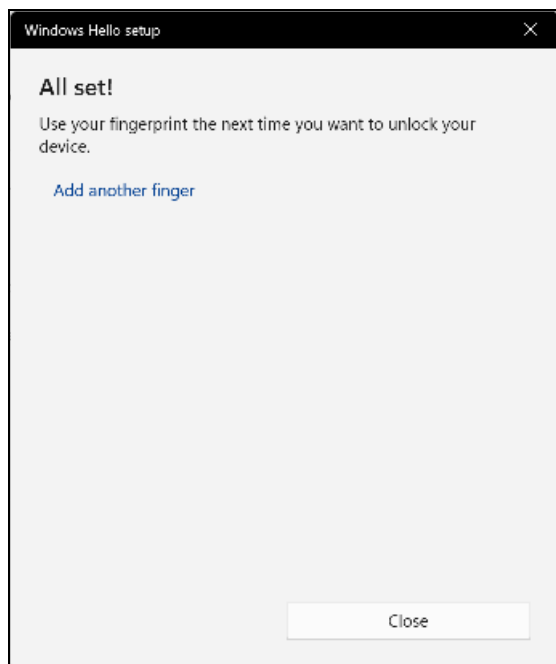 Windows Hello setup
All set!
Use your fingerprint the next time you want to unlock your
device.
Add another finger
Close